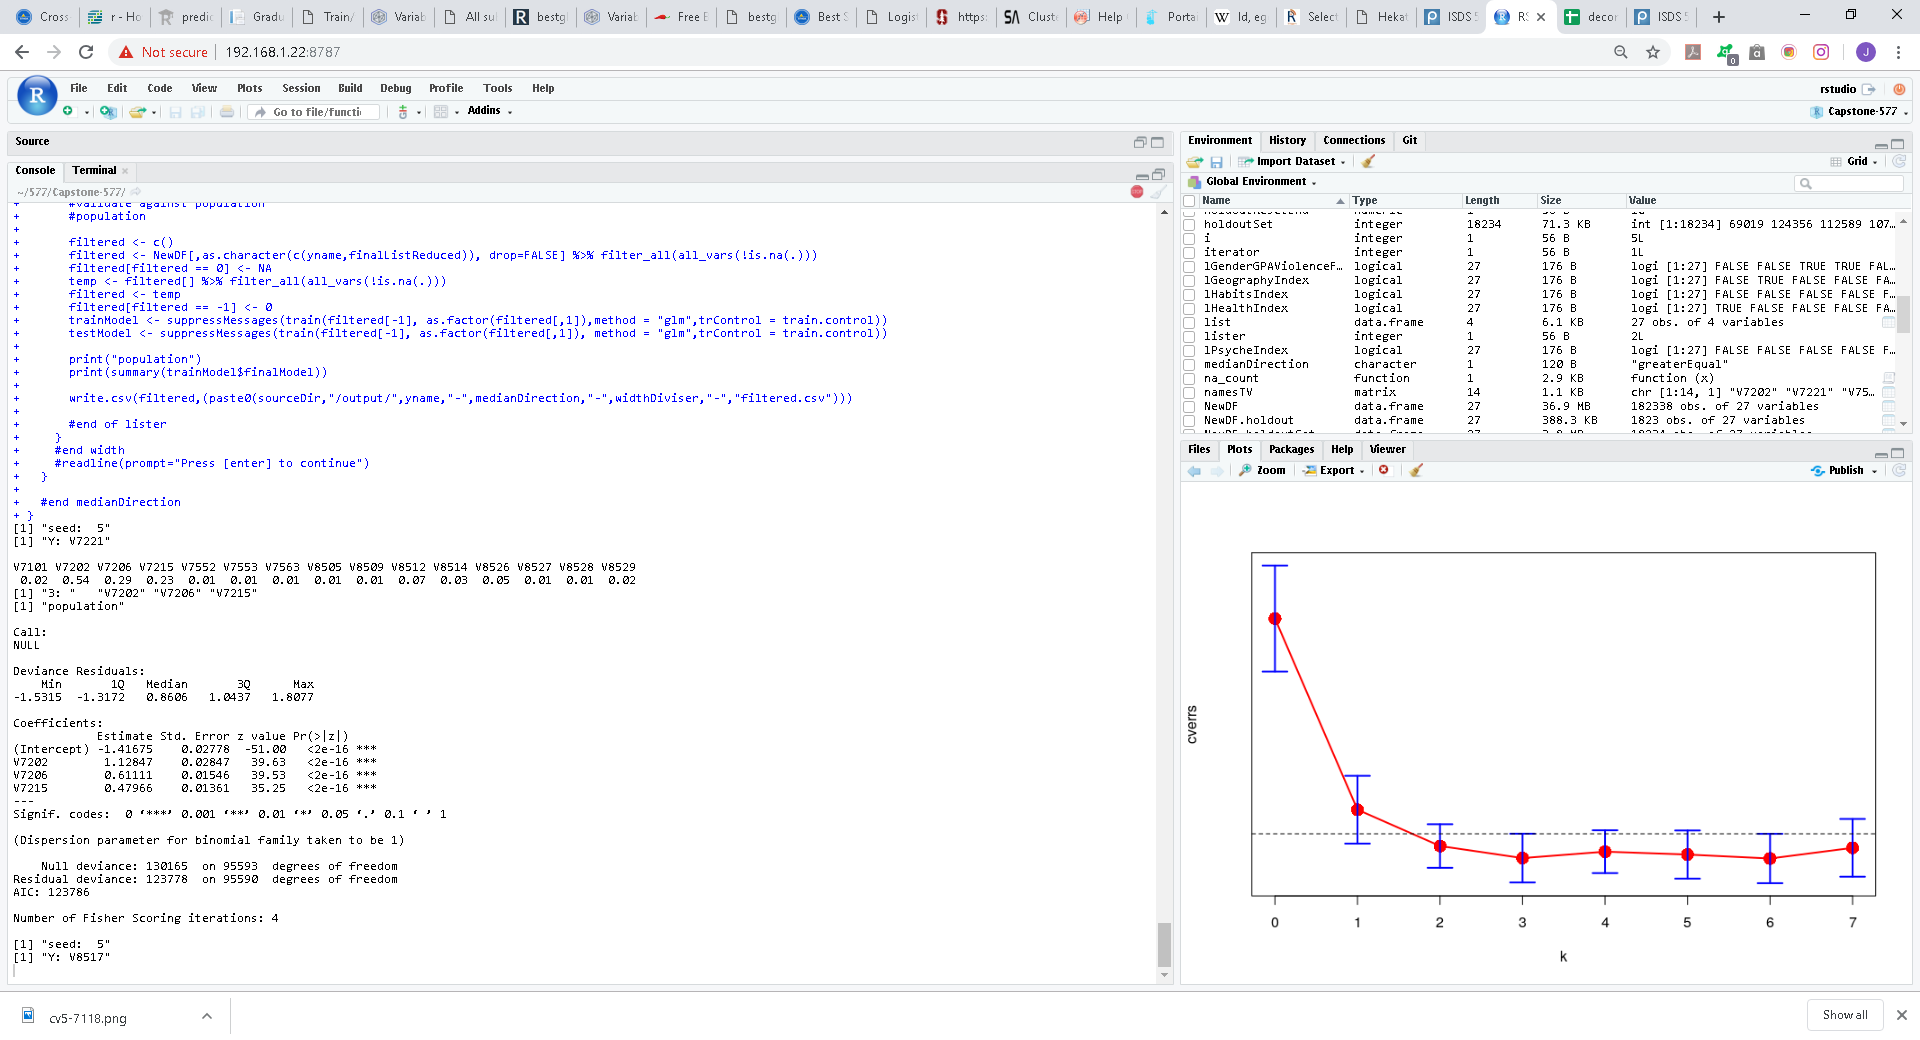 Cross
r - Ho
predic
Gradu
Train/
Variab
All sul
bestgl
Variab
Free E
bestg
Best S
Logist
https:
Cluste
Help
Portal
Id, eg
Select
Hekat
ISDS 5
RS
decor
ISDS 5
Not secure | 192.168.1.22:8787
File Edit Code View Plots Session Build Debug Profile Tools Help
rstudio
Go to file/functi Addins
Capstone-577
Source
Console Terminal
~/577/Capstone-577/
+ #validate against population
+ #population
+
+ filtered <- c()
+ filtered <- NewDF[,as.character(c(yname,finalListReduced)), drop=FALSE] %>% filter_all(all_vars(!is.na(.)))
+ filtered[filtered == 0] <- NA
+ temp <- filtered[] %>% filter_all(all_vars(!is.na(.)))
+ filtered <- temp
+ filtered[filtered == -1] <- 0
+ trainModel <- suppressMessages(train(filtered[-1], as.factor(filtered[,1]),method = "glm",trControl = train.control))
+ testModel <- suppressMessages(train(filtered[-1], as.factor(filtered[,1]), method = "glm",trControl = train.control))
+
+ print("population")
+ print(summary(trainModel$finalModel))
+
+ write.csv(filtered,(paste0(sourceDir,"/output/",yname,"-",medianDirection,"-",widthDiviser,"-","filtered.csv")))
+
+ #end of lister
+ }
+ #end width
+ #readline(prompt="Press [enter] to continue")
+ }
+
+ #end medianDirection
+ }
[1] "seed:  5"
[1] "Y: V7221"
V7101 V7202 V7206 V7215 V7552 V7553 V7563 V8505 V8509 V8512 V8514 V8526 V8527 V8528 V8529
0.02 0.54 0.29 0.23 0.01 0.01 0.01 0.01 0.01 0.07 0.03 0.05 0.01 0.01 0.02
[1] "3: "   "V7202" "V7206" "V7215"
[1] "population"
Call:
NULL
Deviance Residuals:
Min 1Q Median 3Q Max
-1.5315 -1.3172 0.8606 1.0437 1.8077
Coefficients:
Estimate Std. Error z value Pr(>|z|)
(Intercept) -1.41675 0.02778 -51.00 <2e-16 ***
V7202 1.12847 0.02847 39.63 <2e-16 ***
V7206 0.61111 0.01546 39.53 <2e-16 ***
V7215 0.47966 0.01361 35.25 <2e-16 ***
---
Signif. codes:  0 ‘***’ 0.001 ‘**’ 0.01 ‘*’ 0.05 ‘.’ 0.1 ‘ ’ 1
(Dispersion parameter for binomial family taken to be 1)
Null deviance: 130165  on 95593  degrees of freedom
Residual deviance: 123778  on 95590  degrees of freedom
AIC: 123786
Number of Fisher Scoring iterations: 4
[1] "seed:  5"
[1] "Y: V8517"
Environment History Connections Git
Import Dataset Grid
Global Environment
Name Type Length Size Value
holdoutSet integer 18234 71.3 KB int [1:18234] 69019 124356 112589 107...
i integer 1 56 B 5L
iterator integer 1 56 B 1L
lGenderGPAViolenceF... logical 27 176 B logi [1:27] FALSE FALSE TRUE TRUE FAL...
lGeographyIndex logical 27 176 B logi [1:27] FALSE TRUE FALSE FALSE FA...
lHabitsIndex logical 27 176 B logi [1:27] FALSE FALSE FALSE FALSE F...
lHealthIndex logical 27 176 B logi [1:27] TRUE FALSE FALSE FALSE FA...
list data.frame 4 6.1 KB 27 obs. of 4 variables
lister integer 1 56 B 2L
lPsycheIndex logical 27 176 B logi [1:27] FALSE FALSE FALSE FALSE F...
medianDirection character 1 120 B "greaterEqual"
na_count function 1 2.9 KB function (x)
namesTV matrix 14 1.1 KB chr [1:14, 1] "V7202" "V7221" "V75...
NewDF data.frame 27 36.9 MB 182338 obs. of 27 variables
NewDF.holdout data.frame 27 388.3 KB 1823 obs. of 27 variables
Files Plots Packages Help Viewer
Zoom Export Publish
cverrs
0 1 2 3 4 5 6 7
k
cv5-7118.png
Show all